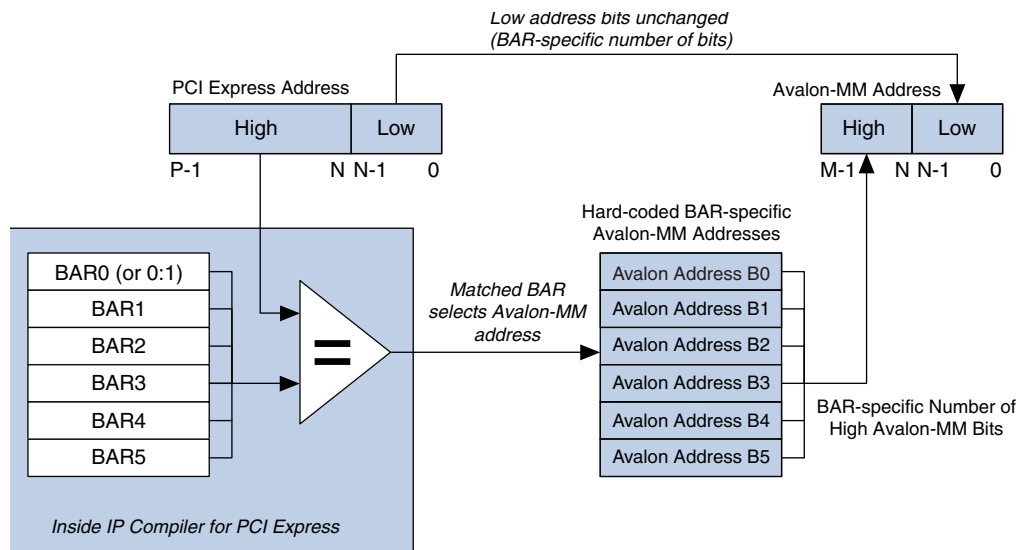 Low address bits unchanged
(BAR-specific number of bits)
PCI Express Address
High Low
P-1 N N-1 0
Avalon-MM Address
High Low
M-1 N N-1 0
BAR0 (or 0:1)
BAR1
BAR2
BAR3
BAR4
BAR5
=
Inside IP Compiler for PCI Express
Matched BAR
selects Avalon-MM
address
Hard-coded BAR-specific
Avalon-MM Addresses
Avalon Address B0
Avalon Address B1
Avalon Address B2
Avalon Address B3
Avalon Address B4
Avalon Address B5
BAR-specific Number of
High Avalon-MM Bits